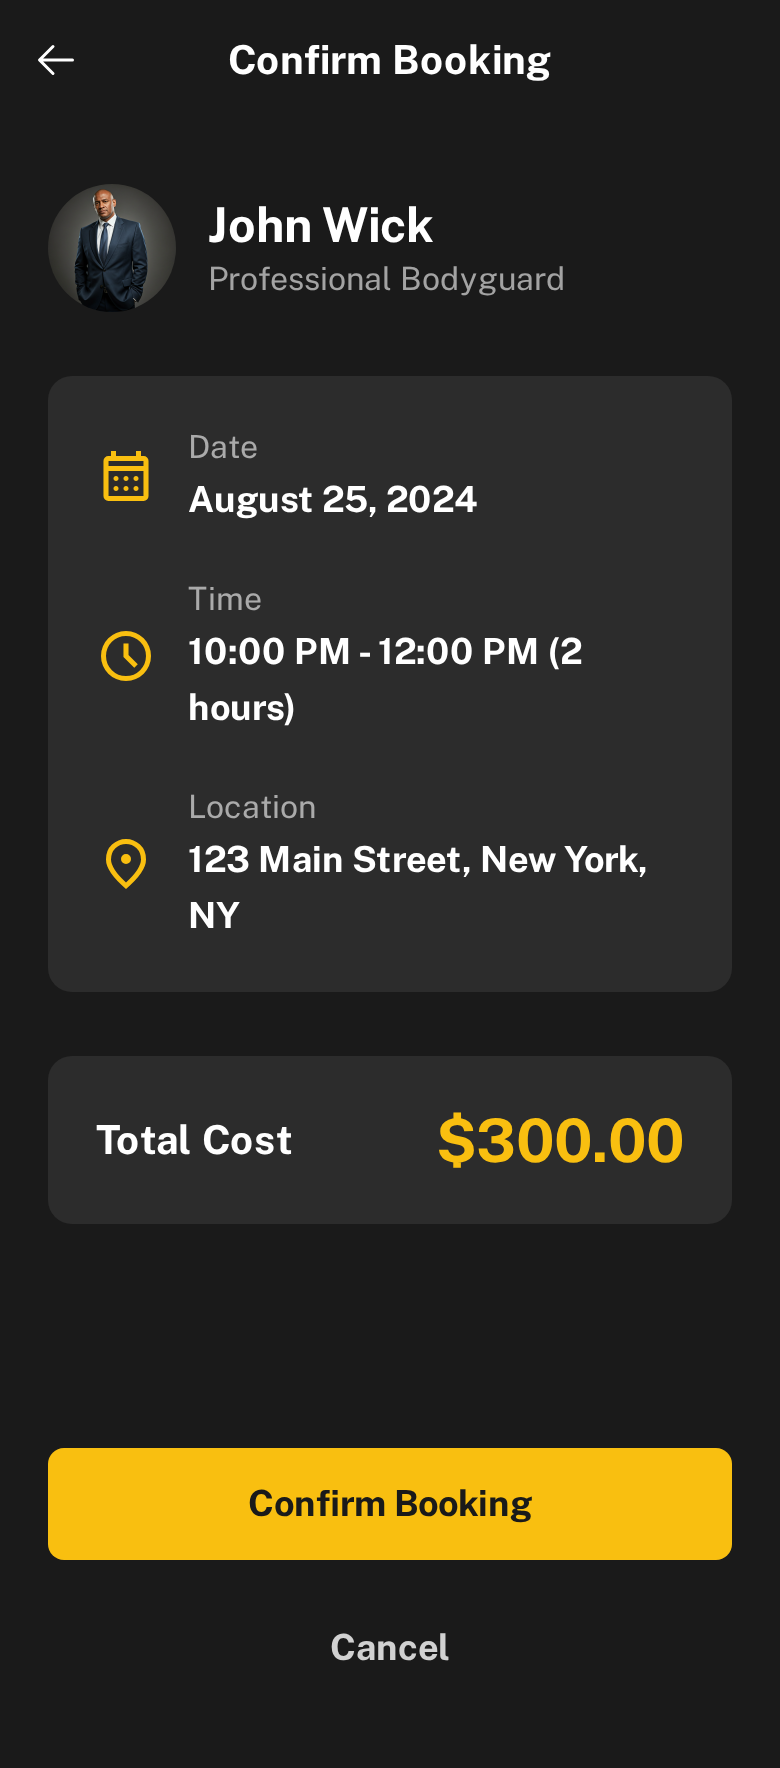 Confirm Booking
John Wick
Professional Bodyguard
Date
August 25, 2024
Time
10:00 PM - 12:00 PM (2
hours)
Location
123 Main Street, New York,
NY
Total Cost
$300.00
Confirm Booking
Cancel